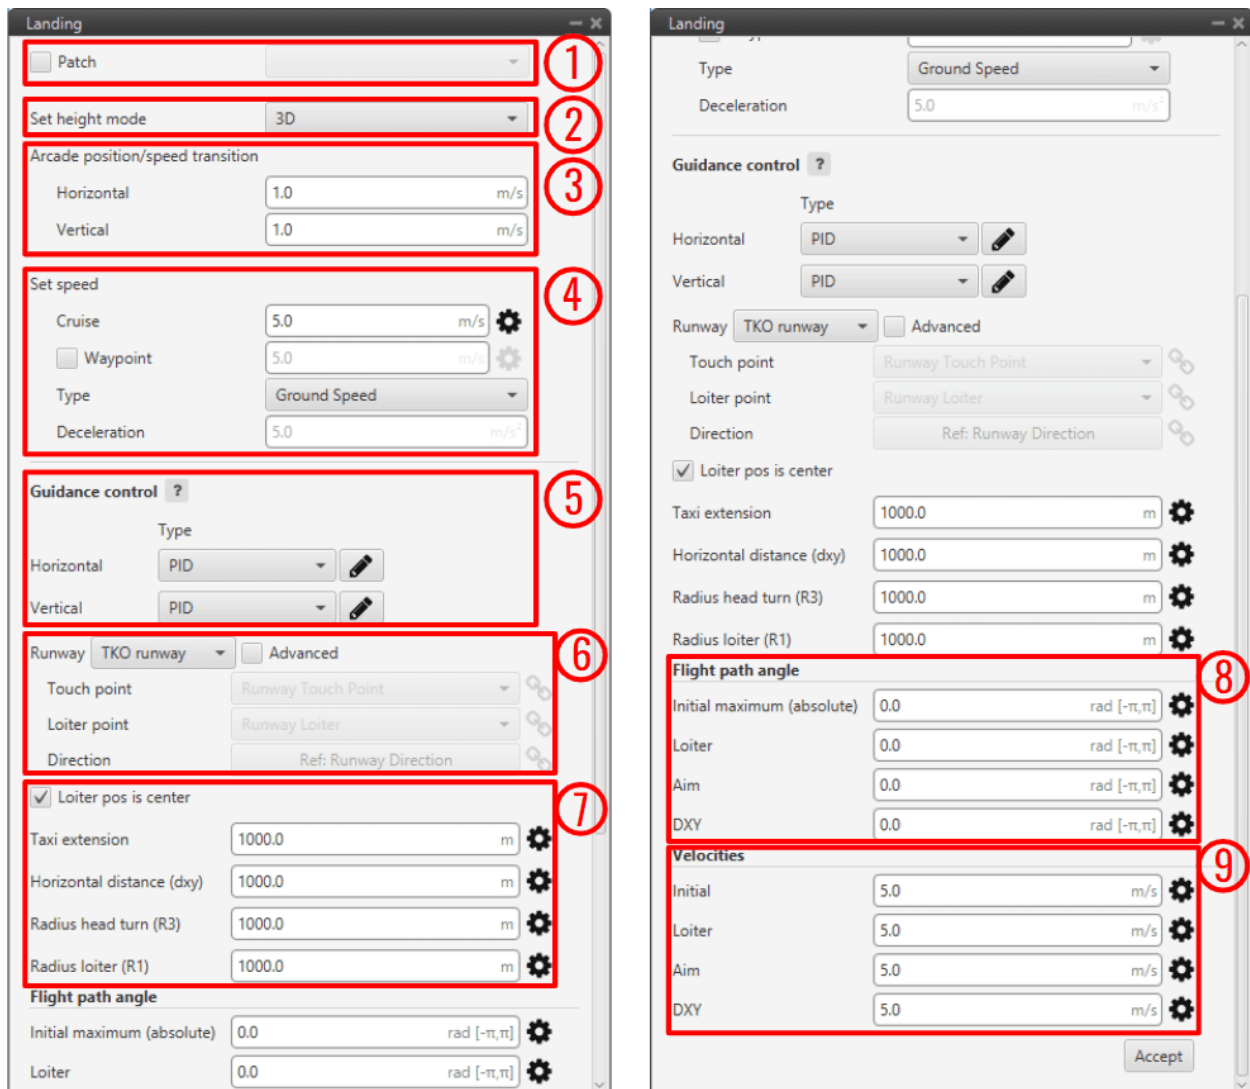 Landing
Patch
1
Set height mode 3D
2
Arcade position/speed transition
3
Horizontal 1.0 m/s
Vertical 1.0 m/s
Set speed
4
Cruise 5.0 m/s
Waypoint 5.0 m/s
Type Ground Speed
Deceleration 5.0 m/s²
Guidance control ?
5
Type
Horizontal PID
Vertical PID
Runway TKO runway Advanced
6
Touch point Runway Touch Point
Loiter point Runway Loiter
Direction Ref: Runway Direction
Loiter pos is center
7
Taxi extension 1000.0 m
Horizontal distance (dxy) 1000.0 m
Radius head turn (R3) 1000.0 m
Radius loiter (R1) 1000.0 m
Flight path angle
Initial maximum (absolute) 0.0 rad [-π,π]
Loiter 0.0 rad [-π,π]
Landing
Type Ground Speed
Deceleration 5.0 m/s²
Guidance control ?
Type
Horizontal PID
Vertical PID
Runway TKO runway Advanced
Touch point Runway Touch Point
Loiter point Runway Loiter
Direction Ref: Runway Direction
Loiter pos is center
Taxi extension 1000.0 m
Horizontal distance (dxy) 1000.0 m
Radius head turn (R3) 1000.0 m
Radius loiter (R1) 1000.0 m
Flight path angle
8
Initial maximum (absolute) 0.0 rad [-π,π]
Loiter 0.0 rad [-π,π]
Aim 0.0 rad [-π,π]
DXY 0.0 rad [-π,π]
Velocities
9
Initial 5.0 m/s
Loiter 5.0 m/s
Aim 5.0 m/s
DXY 5.0 m/s
Accept